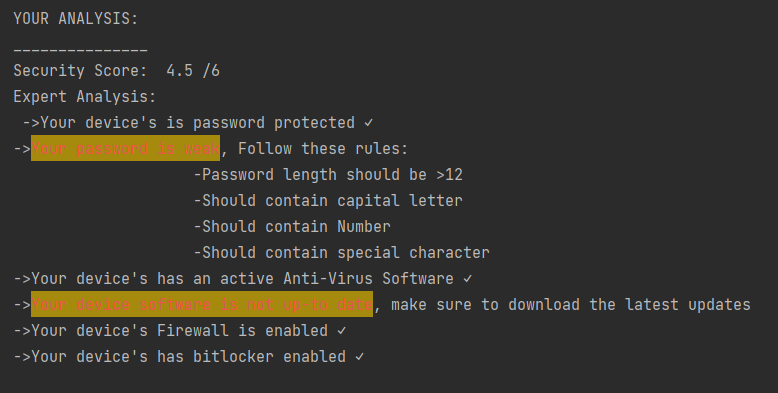 YOUR ANALYSIS:
_______________
Security Score:  4.5 /6
Expert Analysis:
->Your device's is password protected ✓
->Your password is weak, Follow these rules:
-Password length should be >12
-Should contain capital letter
-Should contain Number
-Should contain special character
->Your device's has an active Anti-Virus Software ✓
->Your device software is not up-to date, make sure to download the latest updates
->Your device's Firewall is enabled ✓
->Your device's has bitlocker enabled ✓